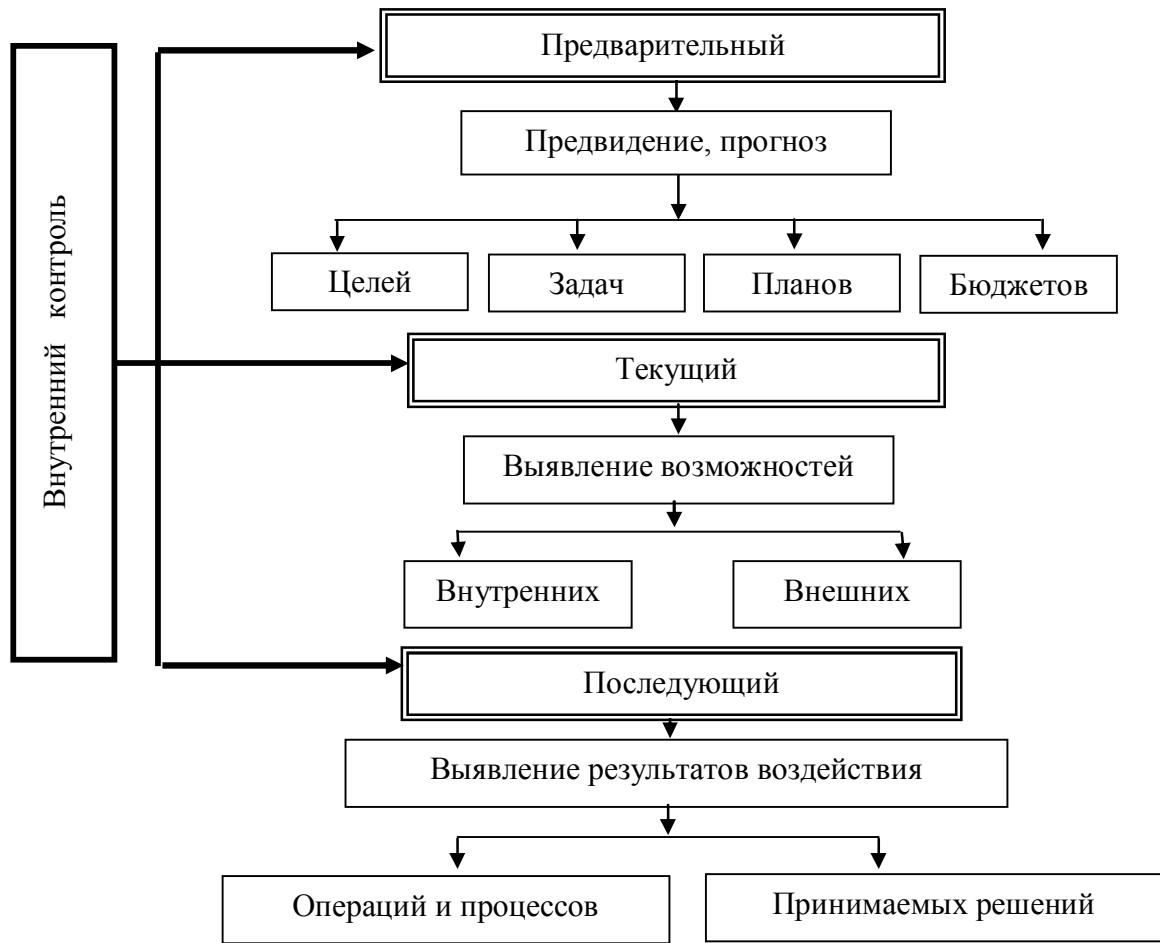 Внутренний контроль
Предварительный
Предвидение, прогноз
Целей
Задач
Планов
Бюджетов
Текущий
Выявление возможностей
Внутренних
Внешних
Последующий
Выявление результатов воздействия
Операций и процессов
Принимаемых решений